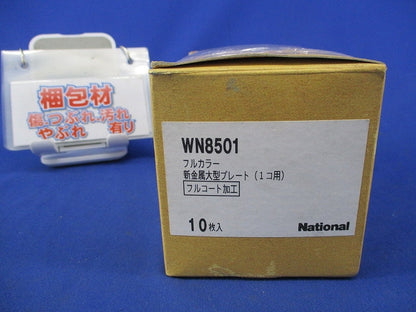 梱包材
傷つぶれ汚れ
やぶれ 有り
WN8501
フルカラー
新金属大型プレート(1コ用)
フルコート加工
10枚入
National